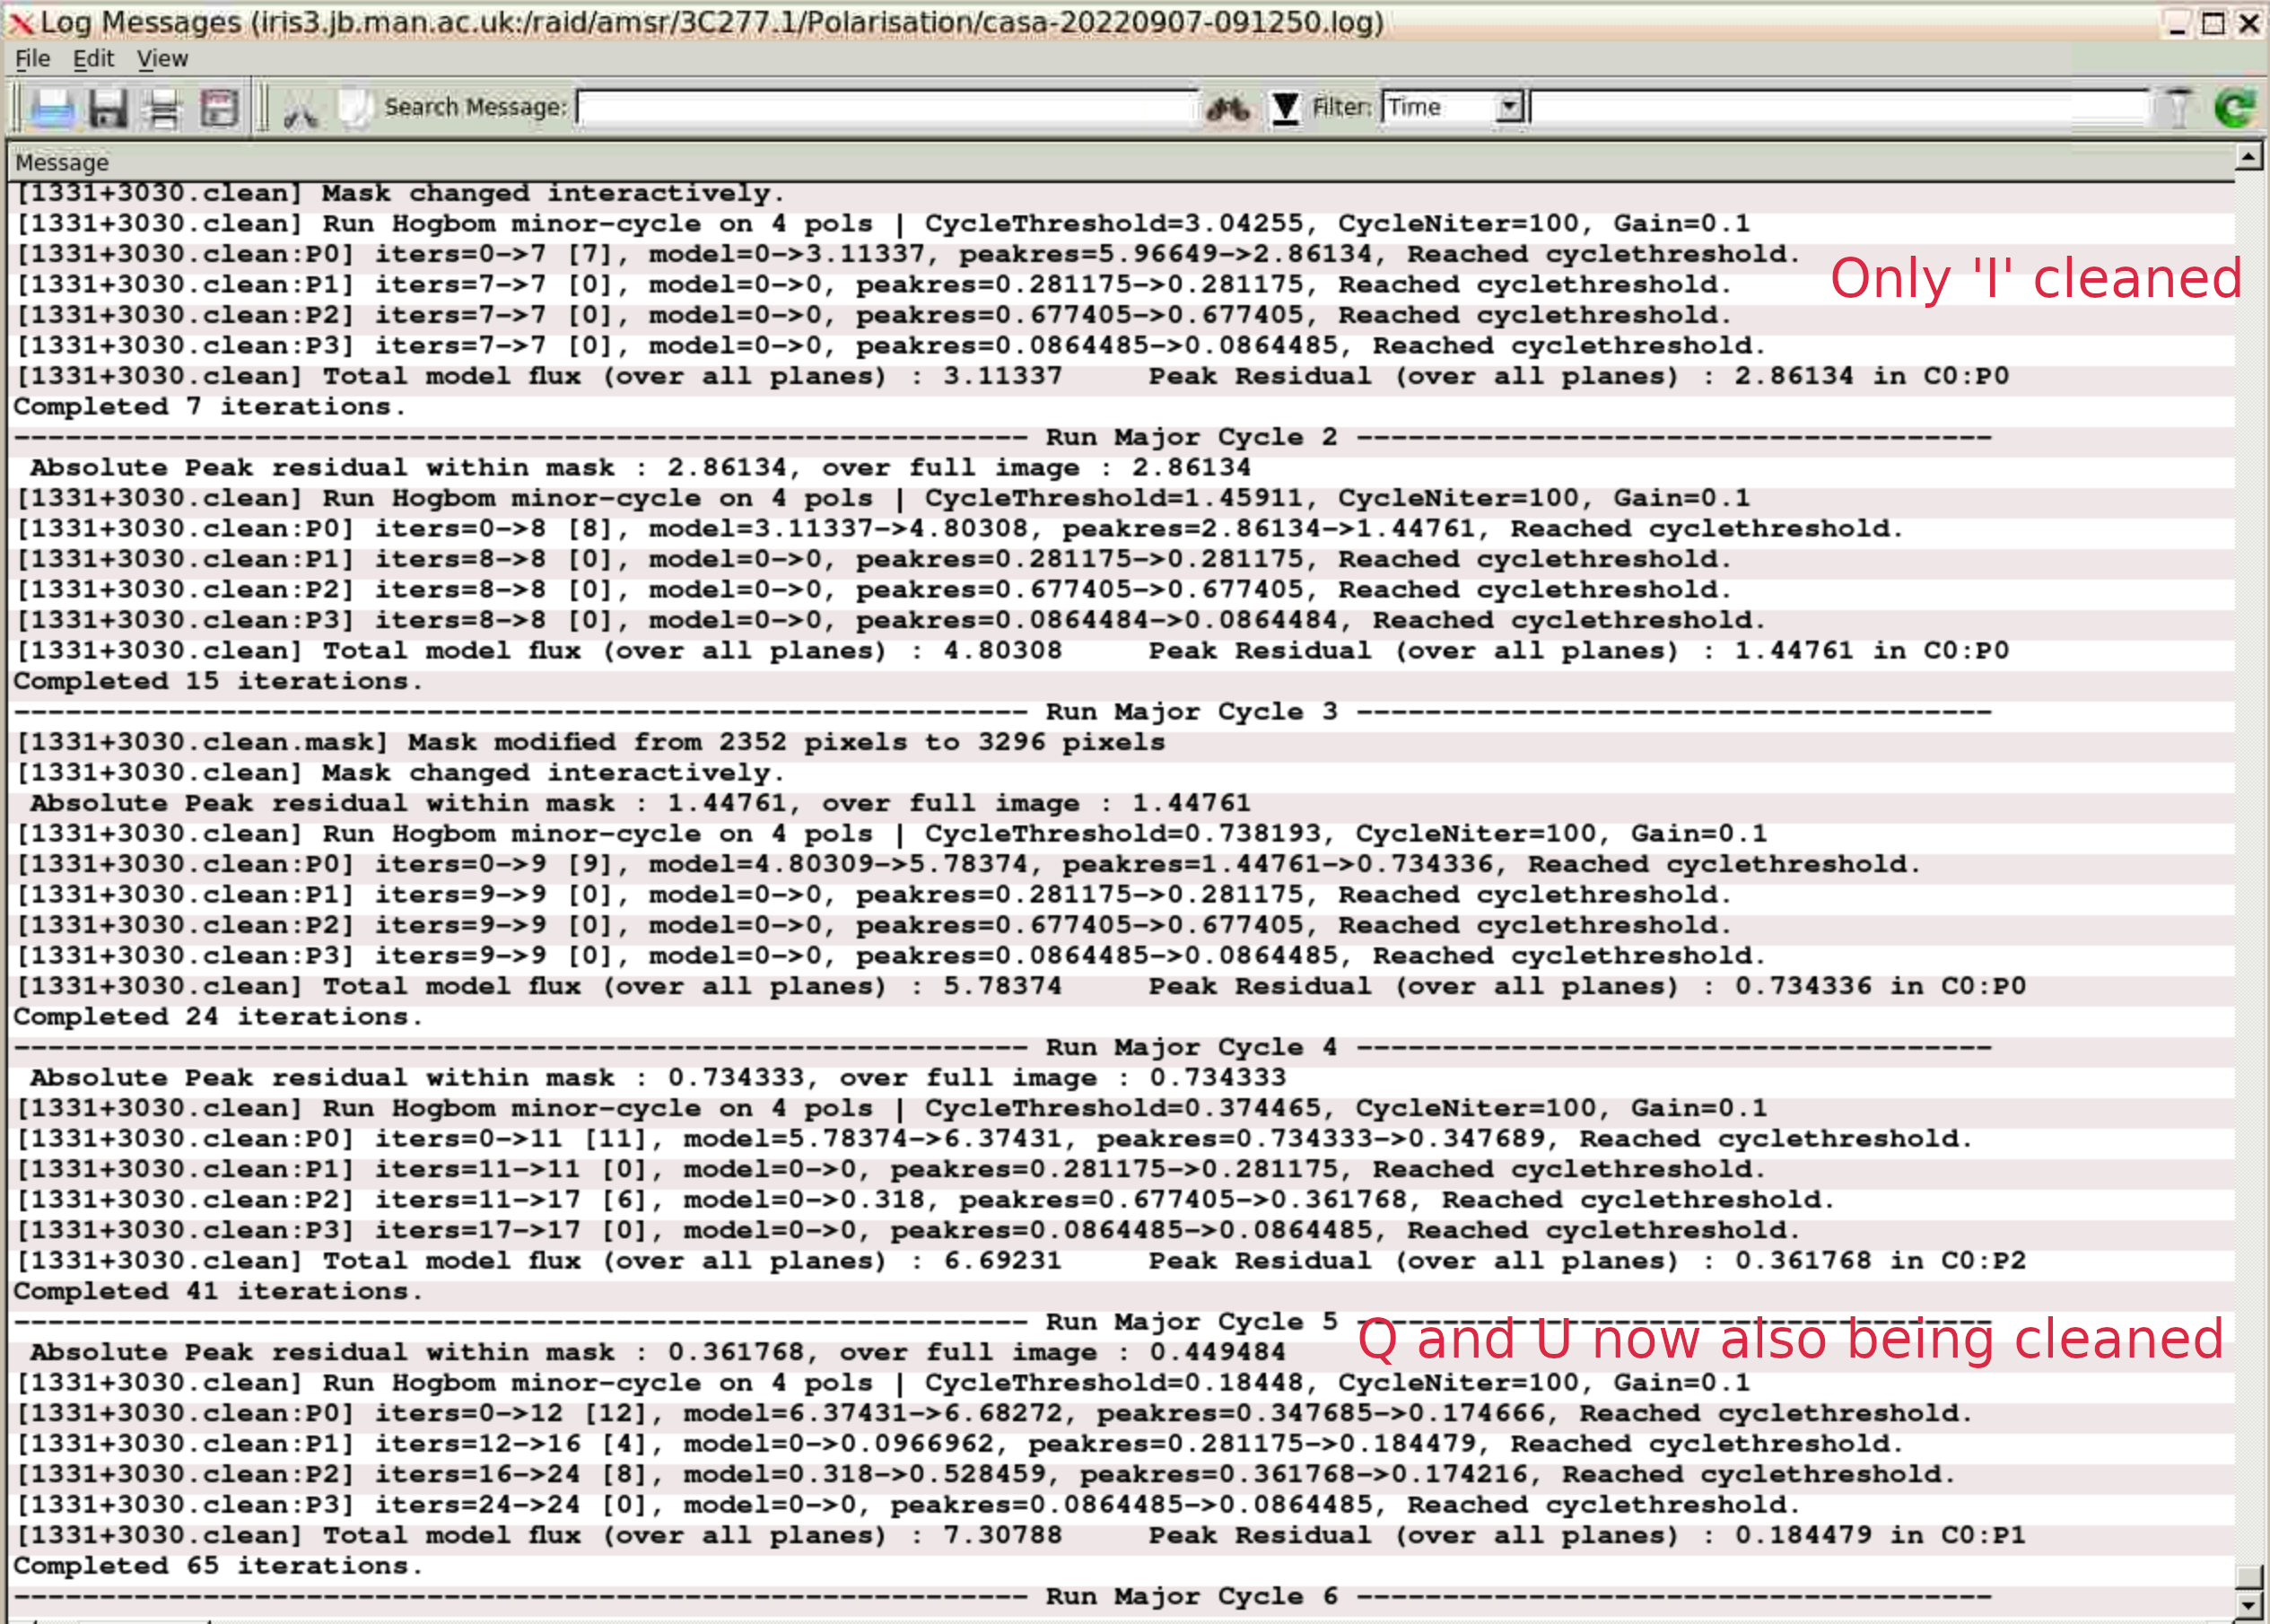 Log Messages (iris3.jb.man.ac.uk:/raid/amsr/3C277.1/Polarisation/casa-20220907-091250.log)
File Edit View
Search Message: Filter: Time
Message
[1331+3030.clean] Mask changed interactively.
[1331+3030.clean] Run Hogbom minor-cycle on 4 pols | CycleThreshold=3.04255, CycleNiter=100, Gain=0.1
[1331+3030.clean:P0] iters=0->7 [7], model=0->3.11337, peakres=5.96649->2.86134, Reached cyclethreshold.
Only 'I' cleaned
[1331+3030.clean:P1] iters=7->7 [0], model=0->0, peakres=0.281175->0.281175, Reached cyclethreshold.
[1331+3030.clean:P2] iters=7->7 [0], model=0->0, peakres=0.677405->0.677405, Reached cyclethreshold.
[1331+3030.clean:P3] iters=7->7 [0], model=0->0, peakres=0.0864485->0.0864485, Reached cyclethreshold.
[1331+3030.clean] Total model flux (over all planes) : 3.11337 Peak Residual (over all planes) : 2.86134 in C0:P0
Completed 7 iterations.
------------------------------------------------------------ Run Major Cycle 2 -------------------------------------
Absolute Peak residual within mask : 2.86134, over full image : 2.86134
[1331+3030.clean] Run Hogbom minor-cycle on 4 pols | CycleThreshold=1.45911, CycleNiter=100, Gain=0.1
[1331+3030.clean:P0] iters=0->8 [8], model=3.11337->4.80308, peakres=2.86134->1.44761, Reached cyclethreshold.
[1331+3030.clean:P1] iters=8->8 [0], model=0->0, peakres=0.281175->0.281175, Reached cyclethreshold.
[1331+3030.clean:P2] iters=8->8 [0], model=0->0, peakres=0.677405->0.677405, Reached cyclethreshold.
[1331+3030.clean:P3] iters=8->8 [0], model=0->0, peakres=0.0864484->0.0864484, Reached cyclethreshold.
[1331+3030.clean] Total model flux (over all planes) : 4.80308 Peak Residual (over all planes) : 1.44761 in C0:P0
Completed 15 iterations.
------------------------------------------------------------ Run Major Cycle 3 -------------------------------------
[1331+3030.clean.mask] Mask modified from 2352 pixels to 3296 pixels
[1331+3030.clean] Mask changed interactively.
Absolute Peak residual within mask : 1.44761, over full image : 1.44761
[1331+3030.clean] Run Hogbom minor-cycle on 4 pols | CycleThreshold=0.738193, CycleNiter=100, Gain=0.1
[1331+3030.clean:P0] iters=0->9 [9], model=4.80309->5.78374, peakres=1.44761->0.734336, Reached cyclethreshold.
[1331+3030.clean:P1] iters=9->9 [0], model=0->0, peakres=0.281175->0.281175, Reached cyclethreshold.
[1331+3030.clean:P2] iters=9->9 [0], model=0->0, peakres=0.677405->0.677405, Reached cyclethreshold.
[1331+3030.clean:P3] iters=9->9 [0], model=0->0, peakres=0.0864485->0.0864485, Reached cyclethreshold.
[1331+3030.clean] Total model flux (over all planes) : 5.78374 Peak Residual (over all planes) : 0.734336 in C0:P0
Completed 24 iterations.
------------------------------------------------------------ Run Major Cycle 4 -------------------------------------
Absolute Peak residual within mask : 0.734333, over full image : 0.734333
[1331+3030.clean] Run Hogbom minor-cycle on 4 pols | CycleThreshold=0.374465, CycleNiter=100, Gain=0.1
[1331+3030.clean:P0] iters=0->11 [11], model=5.78374->6.37431, peakres=0.734333->0.347689, Reached cyclethreshold.
[1331+3030.clean:P1] iters=11->11 [0], model=0->0, peakres=0.281175->0.281175, Reached cyclethreshold.
[1331+3030.clean:P2] iters=11->17 [6], model=0->0.318, peakres=0.677405->0.361768, Reached cyclethreshold.
[1331+3030.clean:P3] iters=17->17 [0], model=0->0, peakres=0.0864485->0.0864485, Reached cyclethreshold.
[1331+3030.clean] Total model flux (over all planes) : 6.69231 Peak Residual (over all planes) : 0.361768 in C0:P2
Completed 41 iterations.
------------------------------------------------------------ Run Major Cycle 5 -------------------------------------
Q and U now also being cleaned
Absolute Peak residual within mask : 0.361768, over full image : 0.449484
[1331+3030.clean] Run Hogbom minor-cycle on 4 pols | CycleThreshold=0.18448, CycleNiter=100, Gain=0.1
[1331+3030.clean:P0] iters=0->12 [12], model=6.37431->6.68272, peakres=0.347685->0.174666, Reached cyclethreshold.
[1331+3030.clean:P1] iters=12->16 [4], model=0->0.0966962, peakres=0.281175->0.184479, Reached cyclethreshold.
[1331+3030.clean:P2] iters=16->24 [8], model=0.318->0.528459, peakres=0.361768->0.174216, Reached cyclethreshold.
[1331+3030.clean:P3] iters=24->24 [0], model=0->0, peakres=0.0864485->0.0864485, Reached cyclethreshold.
[1331+3030.clean] Total model flux (over all planes) : 7.30788 Peak Residual (over all planes) : 0.184479 in C0:P1
Completed 65 iterations.
------------------------------------------------------------ Run Major Cycle 6 -------------------------------------